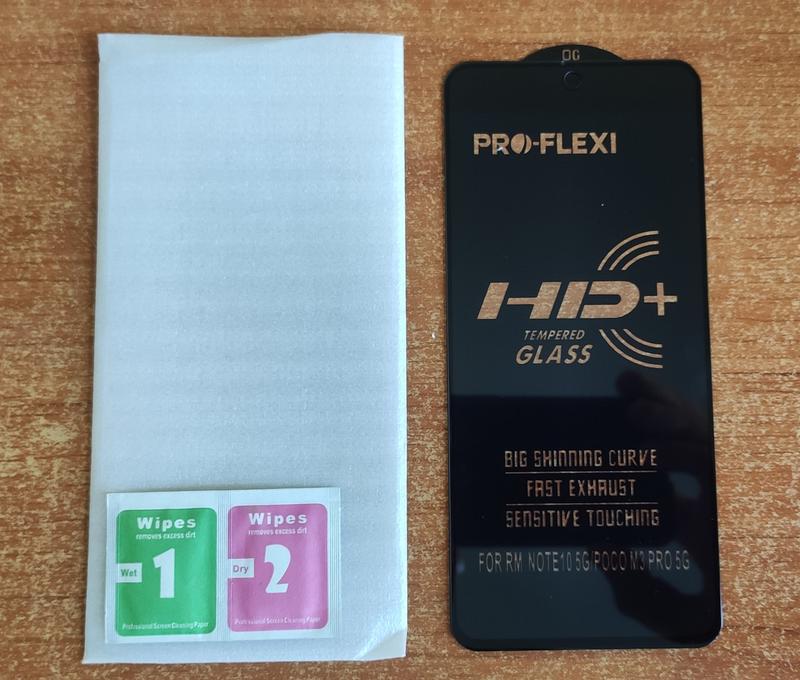 Wipes
removes excess dirt
Wet
1
Professional Screen Cleaning Paper
Wipes
removes excess dirt
Dry
2
Professional Screen Cleaning Paper
OG
PRO-FLEXI
HD+
TEMPERED
GLASS
BIG SHINNING CURVE
FAST EXHAUST
SENSITIVE TOUCHING
FOR RM NOTE10 5G/POCO M3 PRO 5G